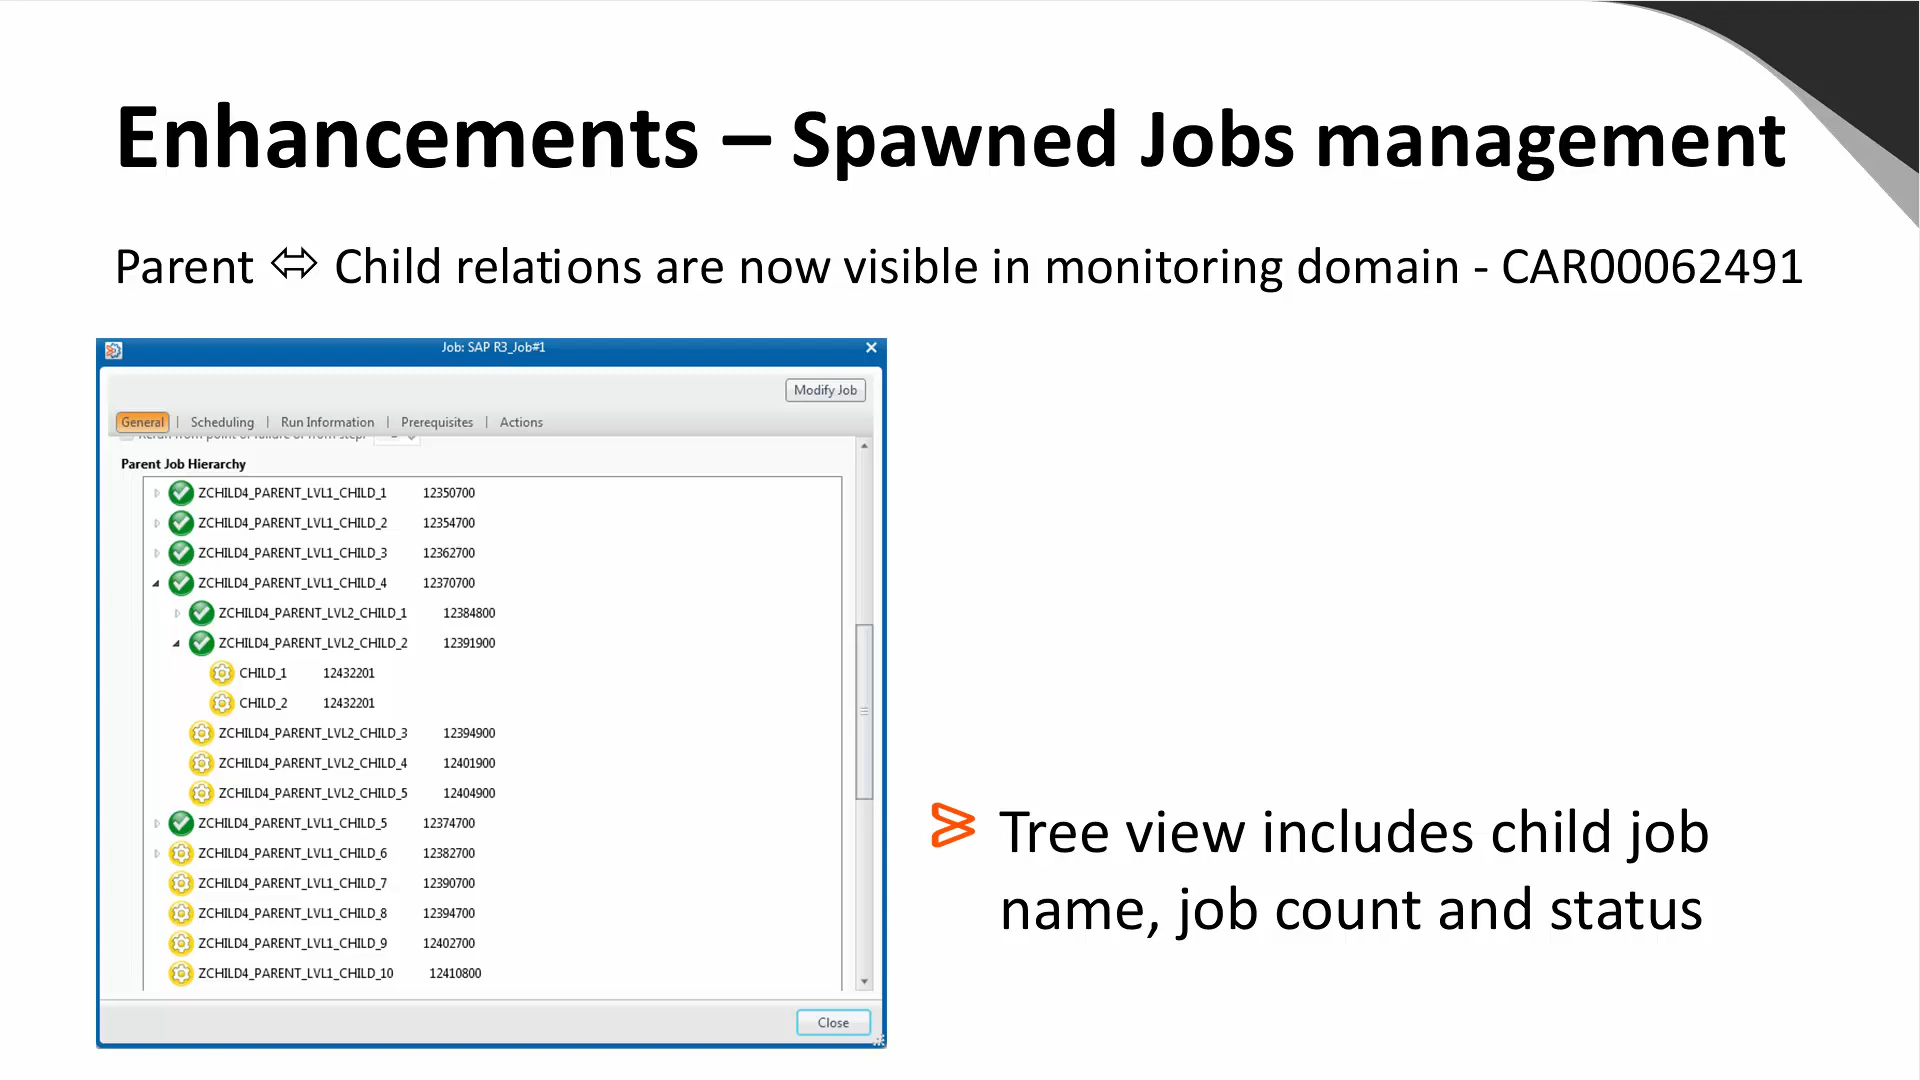 Enhancements – Spawned Jobs management
Parent ⬄ Child relations are now visible in monitoring domain - CAR00062491
Job: SAP R3_Job#1
Modify Job
General | Scheduling | Run Information | Prerequisites | Actions
Parent Job Hierarchy
ZCHILD4_PARENT_LVL1_CHILD_1 12350700
ZCHILD4_PARENT_LVL1_CHILD_2 12354700
ZCHILD4_PARENT_LVL1_CHILD_3 12362700
ZCHILD4_PARENT_LVL1_CHILD_4 12370700
ZCHILD4_PARENT_LVL2_CHILD_1 12384800
ZCHILD4_PARENT_LVL2_CHILD_2 12391900
CHILD_1 12432201
CHILD_2 12432201
ZCHILD4_PARENT_LVL2_CHILD_3 12394900
ZCHILD4_PARENT_LVL2_CHILD_4 12401900
ZCHILD4_PARENT_LVL2_CHILD_5 12404900
ZCHILD4_PARENT_LVL1_CHILD_5 12374700
ZCHILD4_PARENT_LVL1_CHILD_6 12382700
ZCHILD4_PARENT_LVL1_CHILD_7 12390700
ZCHILD4_PARENT_LVL1_CHILD_8 12394700
ZCHILD4_PARENT_LVL1_CHILD_9 12402700
ZCHILD4_PARENT_LVL1_CHILD_10 12410800
Close
Tree view includes child job
name, job count and status